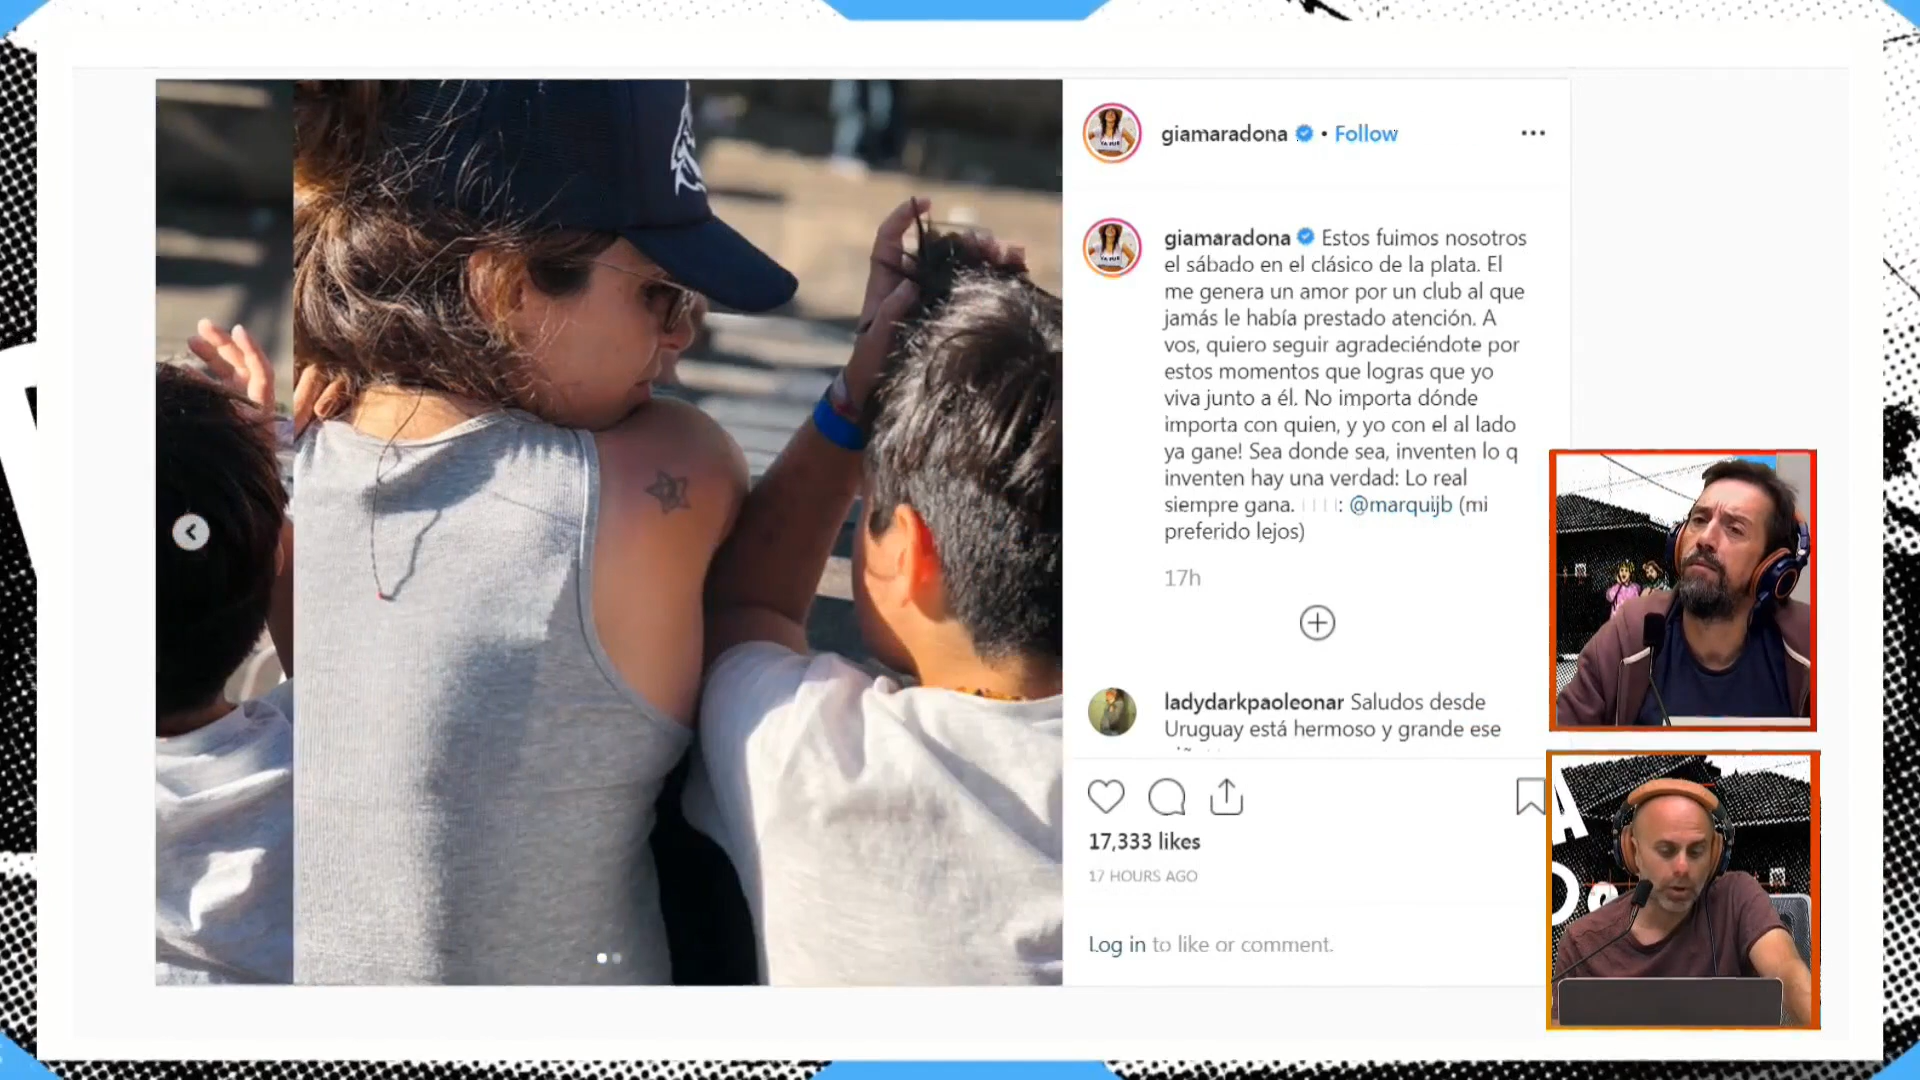 giamaradona • Follow
giamaradona Estos fuimos nosotros
el sábado en el clásico de la plata. El
me genera un amor por un club al que
jamás le había prestado atención. A
vos, quiero seguir agradeciéndote por
estos momentos que logras que yo
viva junto a él. No importa dónde
importa con quien, y yo con el al lado
ya gane! Sea donde sea, inventen lo q
inventen hay una verdad: Lo real
siempre gana. : @marquijb (mi
preferido lejos)
17h
ladydarkpaoleonar Saludos desde
Uruguay está hermoso y grande ese
17,333 likes
17 HOURS AGO
Log in to like or comment.